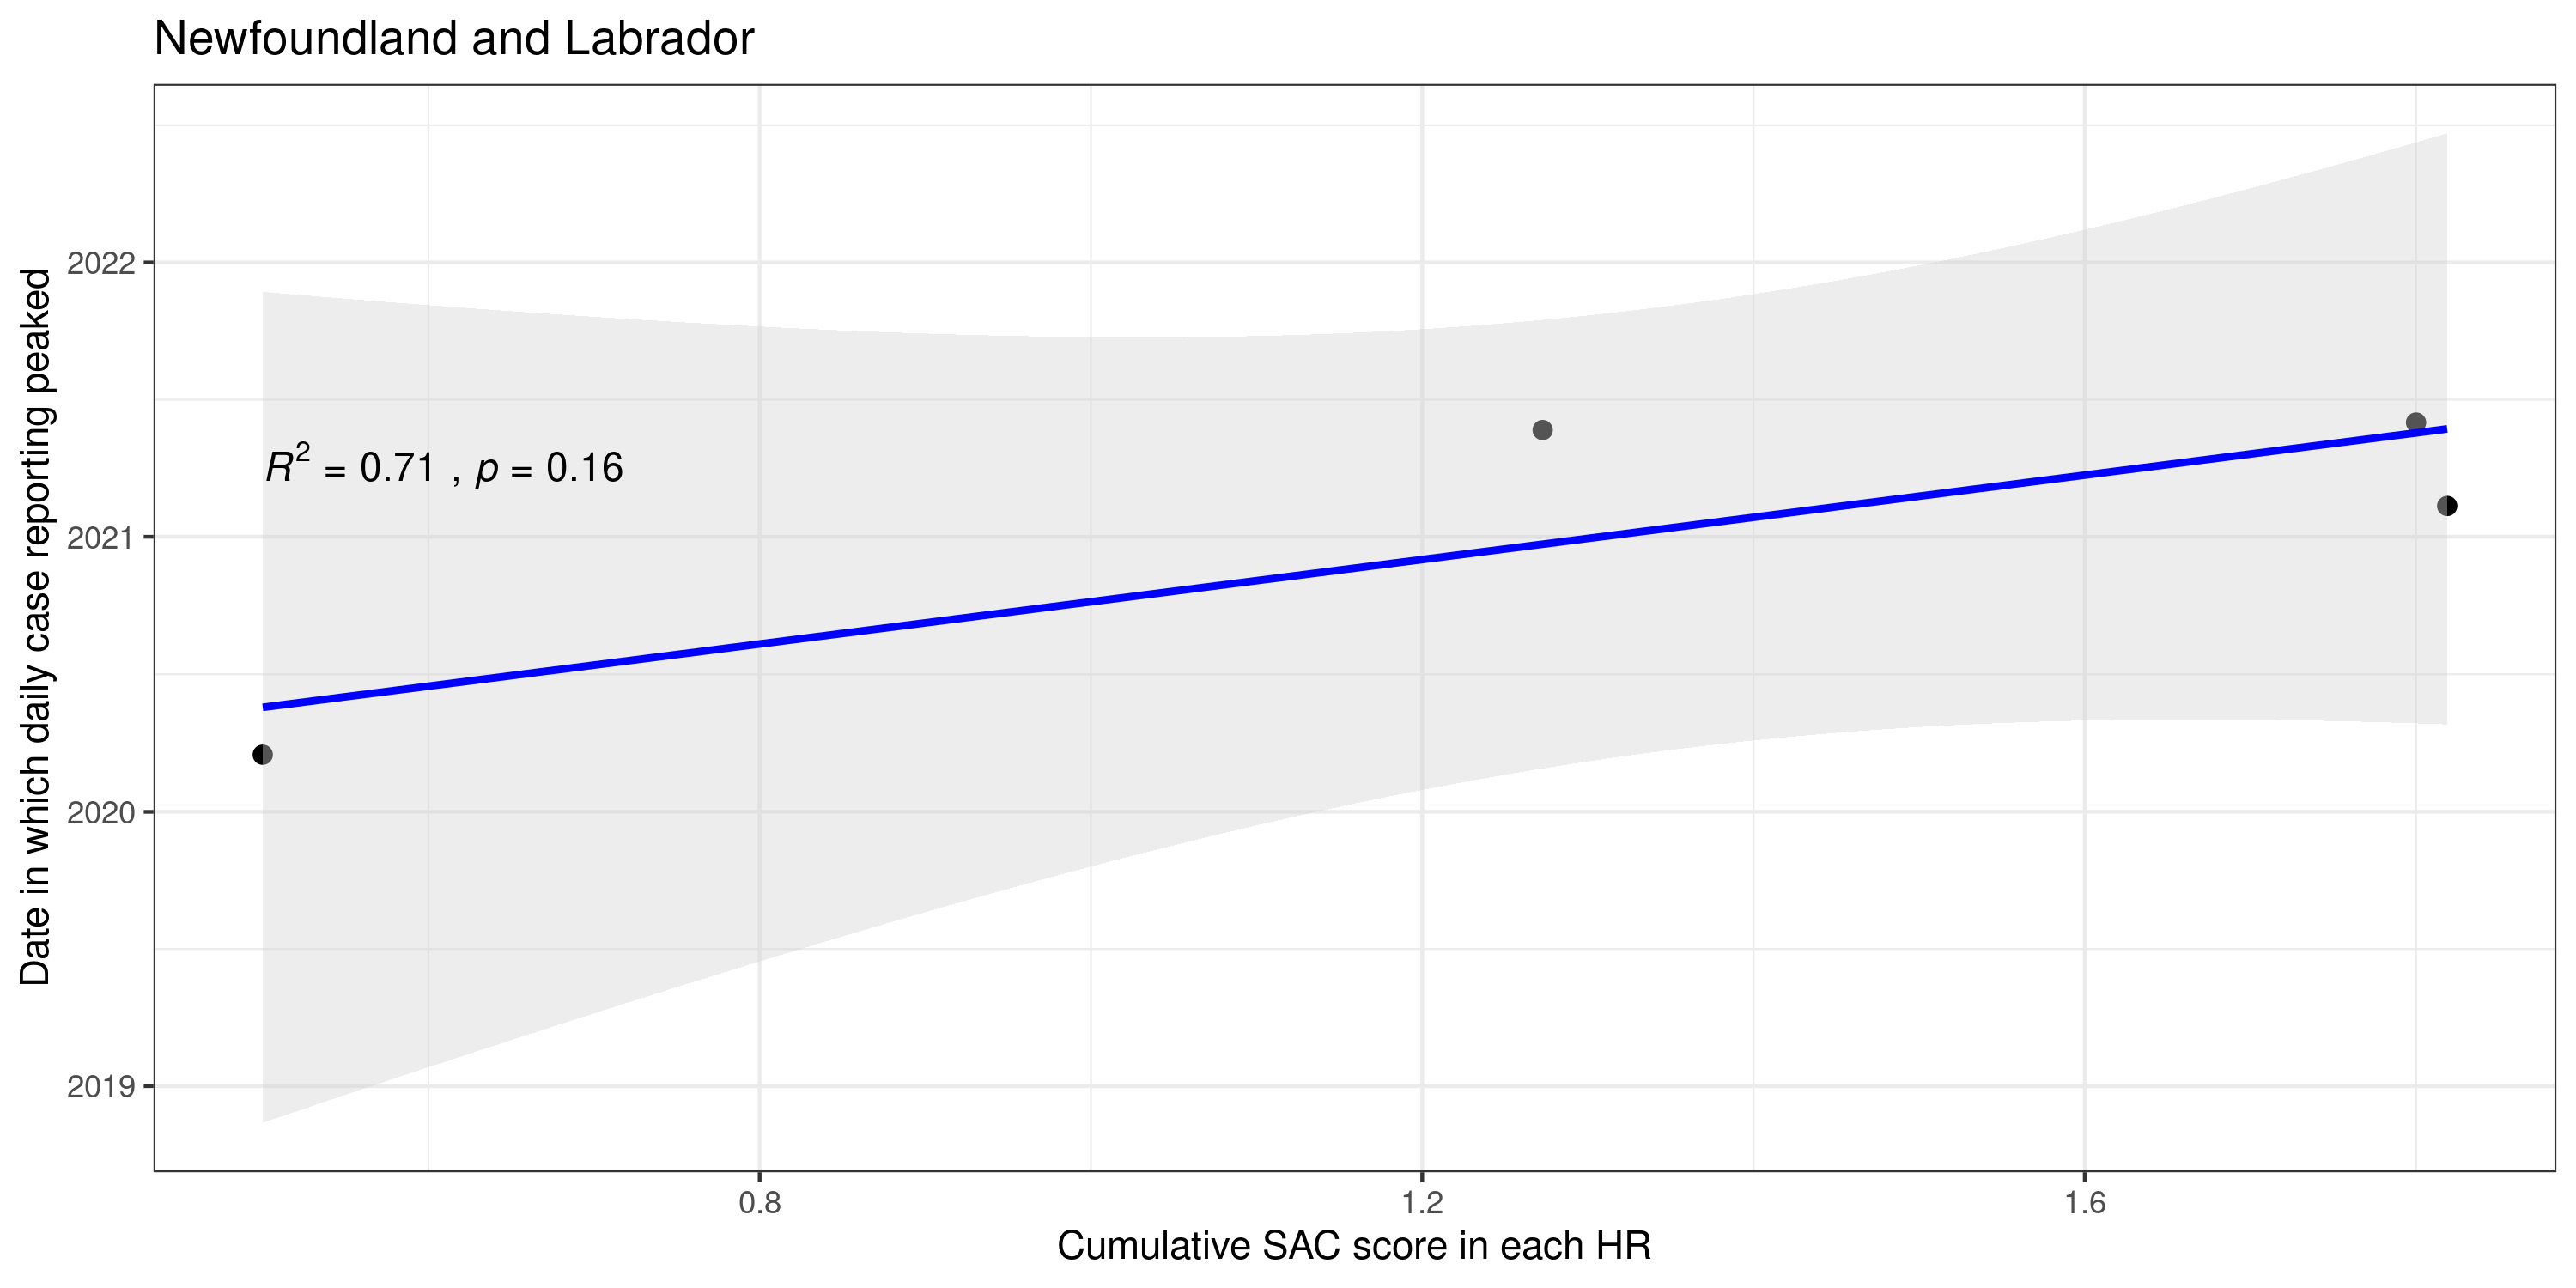 Newfoundland and Labrador
Date in which daily case reporting peaked
2022
2021
2020
2019
R² = 0.71 , p = 0.16
0.8
1.2
1.6
Cumulative SAC score in each HR